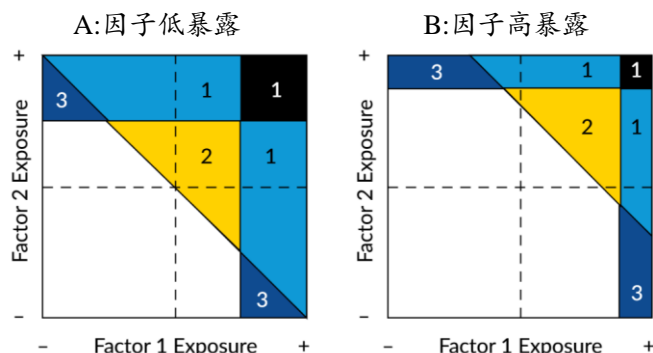 A:因子低暴露
B:因子高暴露
+
3
1
1
2
1
3
–
– Factor 1 Exposure +
Factor 2 Exposure
+
3
1
1
2
1
3
–
– Factor 1 Exposure +
Factor 2 Exposure